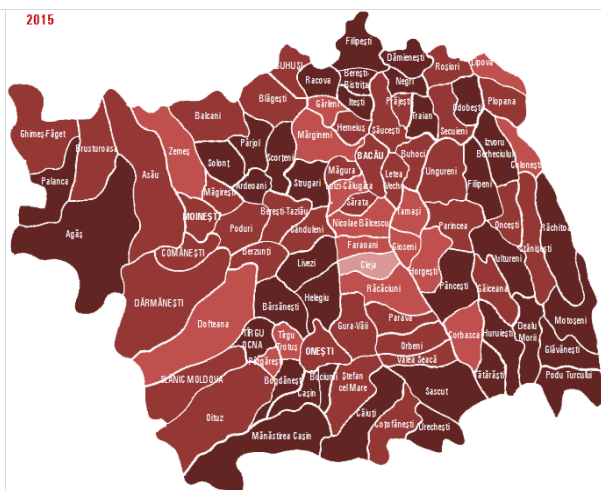 2015
Filipești
Dămienești
BUHUȘI
Racova
Berești-
Bistrița
Negri
Roșiori
Lipova
Blăgești
Gârleni
Itești
Prăjești
Traian
Odobești
Plopana
Balcani
Hemeiuș
Săucești
Secuieni
Ghimeș-Făget
Brusturoasa
Zemeș
Pârjol
Mărgineni
Izvoru
Berheciului
Colonești
Solonț
Scorțeni
BACĂU
Buhoci
Palanca
Asău
Ardeoani
Strugari
Măgura
Letea
Veche
Ungureni
Filipeni
Măgirești
Luizi-Călugăra
Sărata
MOINEȘTI
Berești-Tazlău
Nicolae Bălcescu
Tamași
Parincea
Oncești
Răchitoa
Agăș
Poduri
Sănduleni
Stănișești
COMĂNEȘTI
Berzunți
Faraoani
Gioseni
Vultureni
Livezi
Cleja
Horgești
DĂRMĂNEȘTI
Helegiu
Răcăciuni
Pâncești
Găiceana
Bârsănești
Motoșeni
Dofteana
Gura-Văii
Parava
Corbasca
Huruiești
Dealu
Morii
TÎRGU
OCNA
Tîrgu
Trotuș
ONEȘTI
Orbeni
Glăvănești
Pârgărești
Valea Seacă
Podu Turcului
SLĂNIC MOLDOVA
Bogdănești
Buciumi
Ștefan
cel Mare
Tătărăști
Oituz
Cașin
Sascut
Căiuți
Coțofănești
Urechești
Mănăstirea Cașin